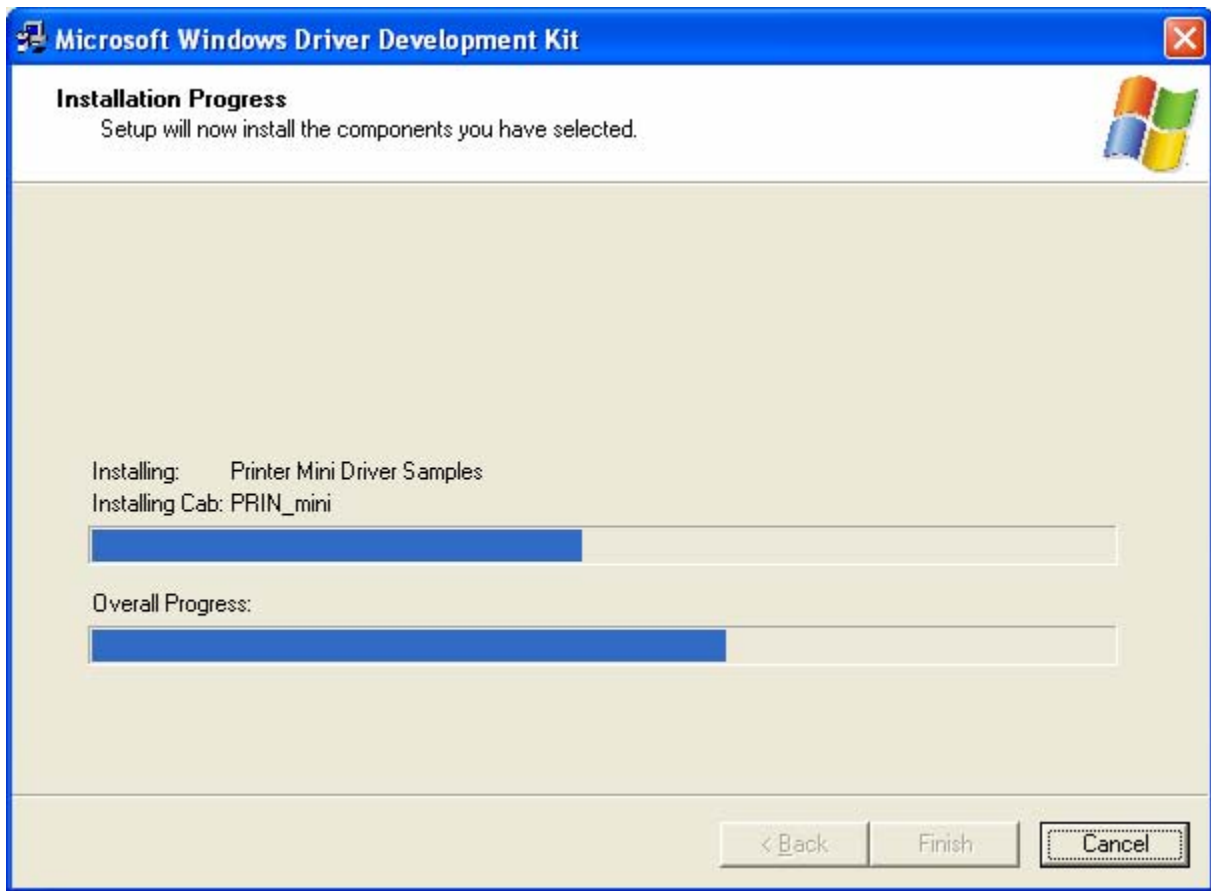 Microsoft Windows Driver Development Kit
Installation Progress
Setup will now install the components you have selected.
Installing: Printer Mini Driver Samples
Installing Cab: PRIN_mini
Overall Progress:
< Back Finish Cancel